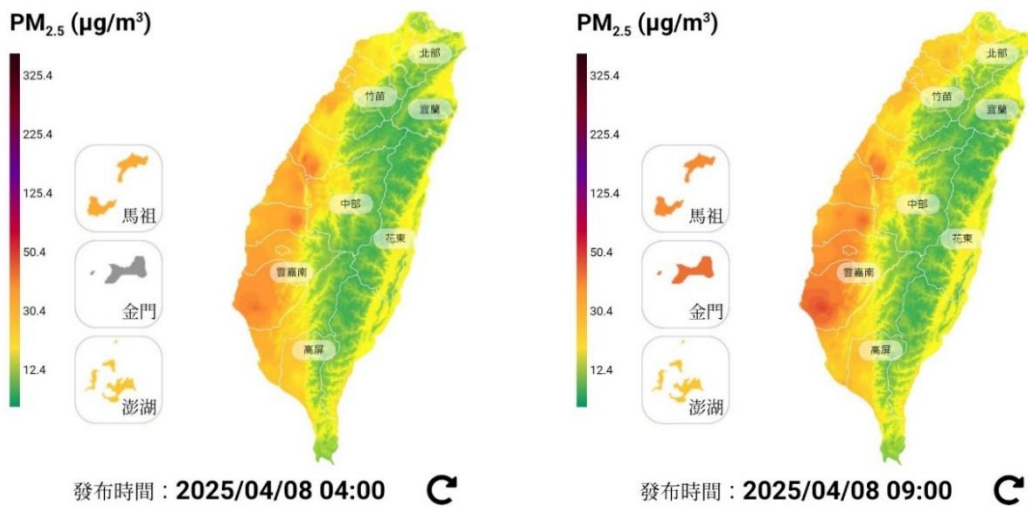 PM2.5 (μg/m³)
325.4
225.4
125.4
50.4
30.4
12.4
馬祖
金門
澎湖
北部
竹苗
宜蘭
中部
花東
雲嘉南
高屏
發布時間：2025/04/08 04:00
PM2.5 (μg/m³)
325.4
225.4
125.4
50.4
30.4
12.4
馬祖
金門
澎湖
北部
竹苗
宜蘭
中部
花東
雲嘉南
高屏
發布時間：2025/04/08 09:00